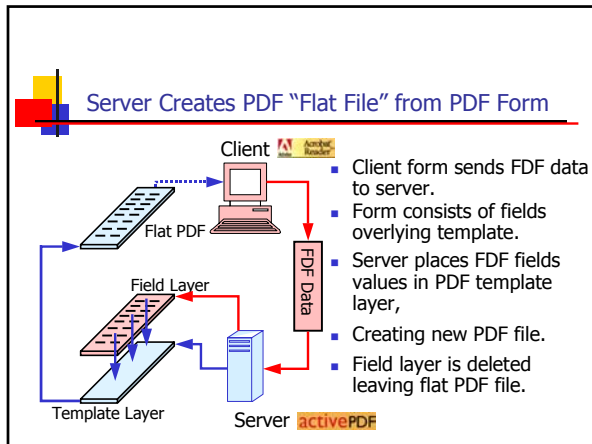 Server Creates PDF “Flat File” from PDF Form
Client
Adobe
Acrobat
Reader
Flat PDF
FDF Data
Field Layer
Template Layer
Server activePDF
Client form sends FDF data
to server.
Form consists of fields
overlying template.
Server places FDF fields
values in PDF template
layer,
Creating new PDF file.
Field layer is deleted
leaving flat PDF file.